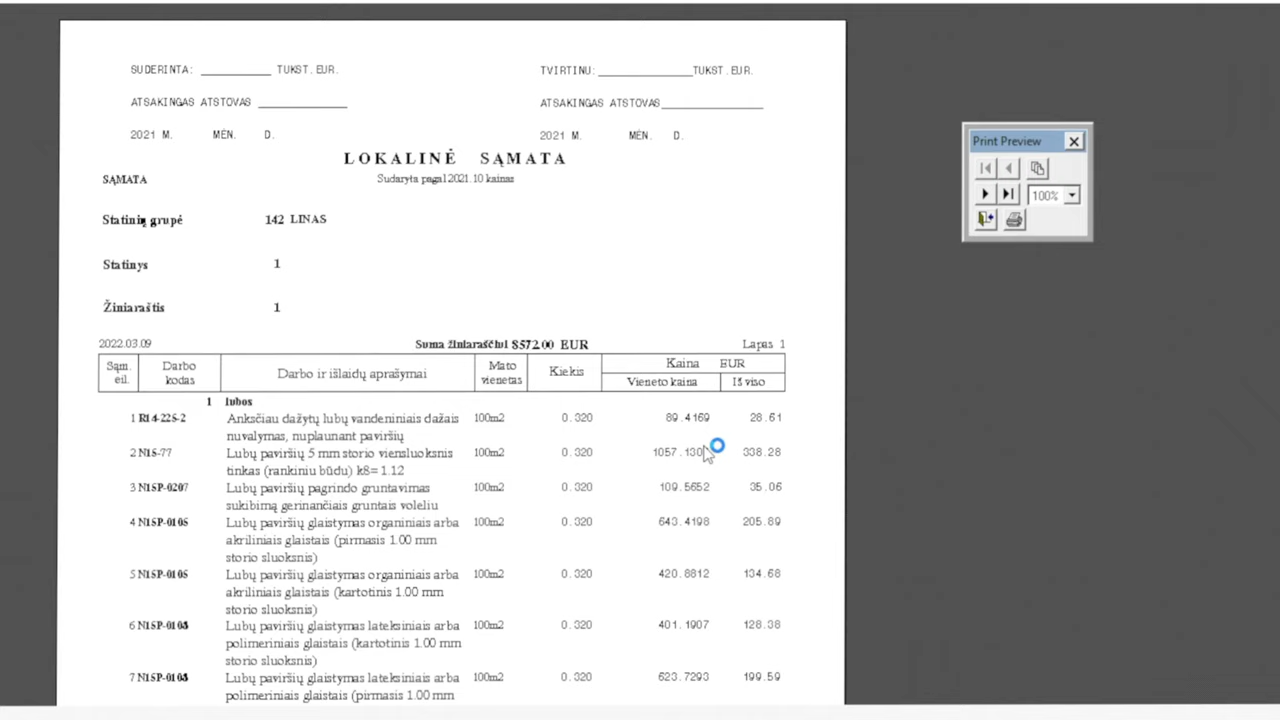 SUDERINTA: __________ TUKST.EUR. TVIRTINU:______________TUKST.EUR.
ATSAKINGAS ATSTOVAS _____________ ATSAKINGAS ATSTOVAS_______________
2021 M. MĖN. D. 2021 M. MĖN. D.
LOKALINĖ SĄMATA
SĄMATA Sudaryta pagal 2021.10 kainas
Statinių grupė 142 LINAS
Statinys 1
Žiniaraštis 1
2022.03.09 Suma žiniaraščiui 8572.00 EUR Lapas 1
Sąm. eil. Darbo kodas Darbo ir išlaidų aprašymai Mato vienetas Kiekis Kaina EUR
Vieneto kaina Iš viso
1 lubos
1 R14-225-2 Anksčiau dažytų lubų vandeniniais dažais 100m2 0.320 89.4169 28.61
nuvalymas, nuplaunant paviršių
2 N15-77 Lubų paviršių 5 mm storio viensluoksnis 100m2 0.320 1057.130 338.28
tinkas (rankiniu būdu) k8=1.12
3 N15P-0207 Lubų paviršių pagrindo gruntavimas 100m2 0.320 109.5652 35.06
sukibimą gerinančiais gruntais voleliu
4 N15P-0105 Lubų paviršių glaistymas organiniais arba 100m2 0.320 643.4198 205.89
akriliniais glaistais (pirmasis 1.00 mm
storio sluoksnis)
5 N15P-0105 Lubų paviršių glaistymas organiniais arba 100m2 0.320 420.8812 134.68
akriliniais glaistais (kartotinis 1.00 mm
storio sluoksnis)
6 N15P-0103 Lubų paviršių glaistymas lateksiniais arba 100m2 0.320 401.1907 128.38
polimeriniais glaistais (kartotinis 1.00 mm
storio sluoksnis)
7 N15P-0103 Lubų paviršių glaistymas lateksiniais arba 100m2 0.320 623.7293 199.59
polimeriniais glaistais (pirmasis 1.00 mm
Print Preview
100%